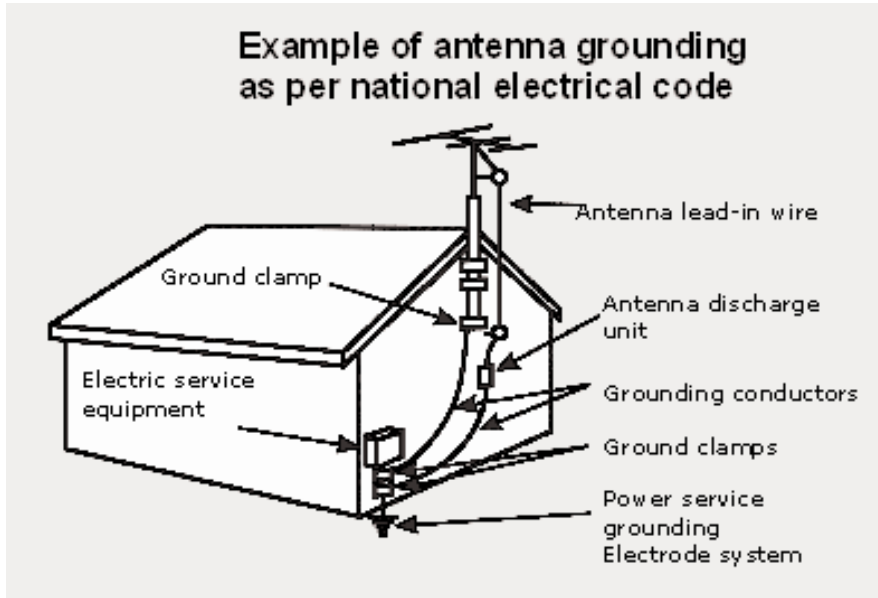 Example of antenna grounding
as per national electrical code
Antenna lead-in wire
Ground clamp
Antenna discharge
unit
Electric service
equipment
Grounding conductors
Ground clamps
Power service
grounding
Electrode system